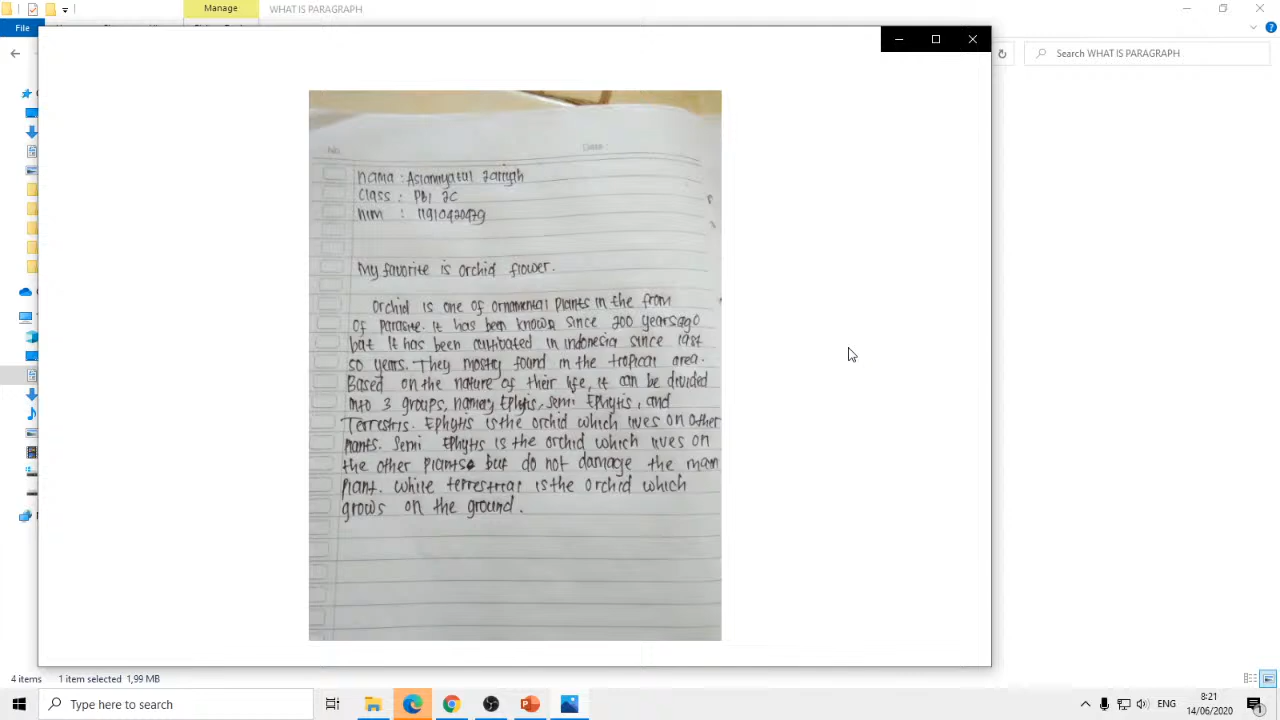 Manage
WHAT IS PARAGRAPH
File
Search WHAT IS PARAGRAPH
No.
Date :
Nama :
Class : PBI 2C
Nim : 11910420479
My favorite is orchid flower.
Orchid is one of ornamental plants in the from
of parasite. It has been known since 200 years ago
but it has been cultivated in indonesia since last
50 years. They mostly found in the tropical area.
Based on the nature of their life, it can be divided
into 3 groups, namely Ephytis, semi Ephytis, and
Terrestris. Ephytis is the orchid which lives on other
plants. Semi Ephytis is the orchid which lives on
the other plants but do not damage the main
plant. While terrestrial is the orchid which
grows on the ground.
4 items 1 item selected 1,99 MB
Type here to search
ENG
8:21
14/06/2020